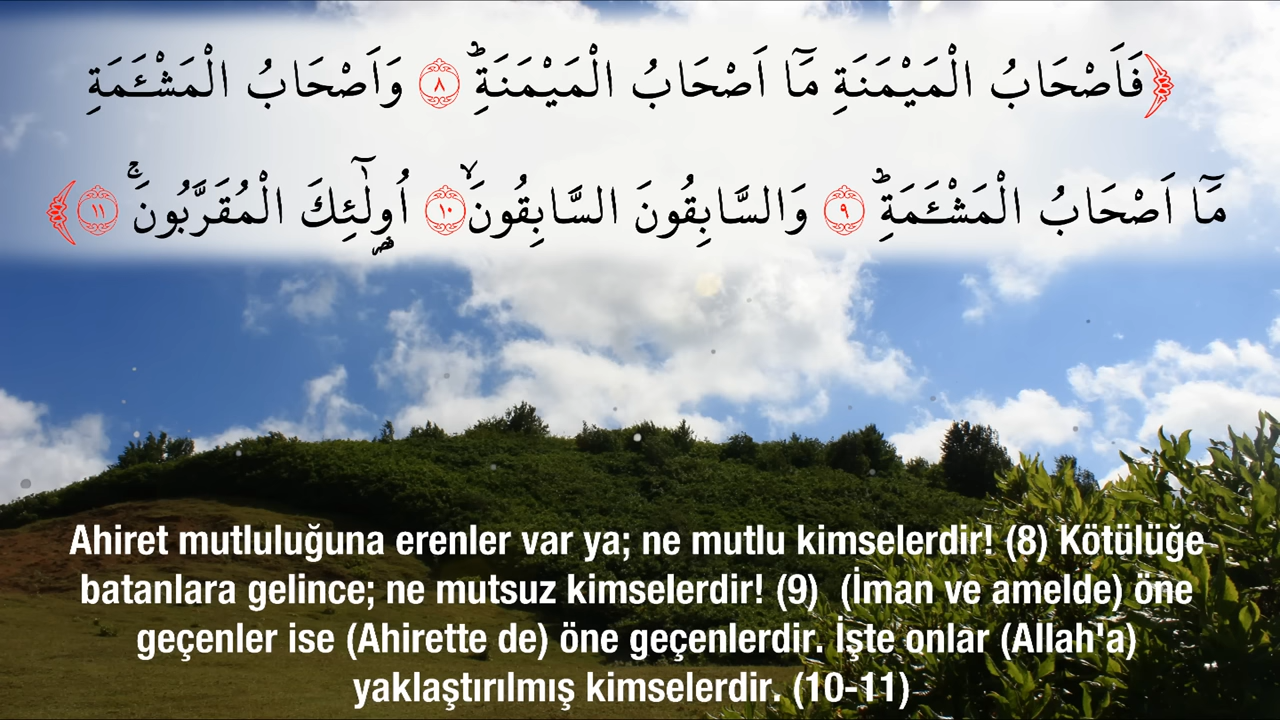 ﴿فَاَصْحَابُ الْمَيْمَنَةِ مَٓا اَصْحَابُ الْمَيْمَنَةِۜ ﴿٨﴾ وَاَصْحَابُ الْمَشْـَٔمَةِ
مَٓا اَصْحَابُ الْمَشْـَٔمَةِۜ ﴿٩﴾ وَالسَّابِقُونَ السَّابِقُونَۙ ﴿١٠﴾ اُو۬لٰٓئِكَ الْمُقَرَّبُونَۚ ﴿١١﴾﴾
Ahiret mutluluğuna erenler var ya; ne mutlu kimselerdir! (8) Kötülüğe
batanlara gelince; ne mutsuz kimselerdir! (9) (İman ve amelde) öne
geçenler ise (Ahirette de) öne geçenlerdir. İşte onlar (Allah'a)
yaklaştırılmış kimselerdir. (10-11)